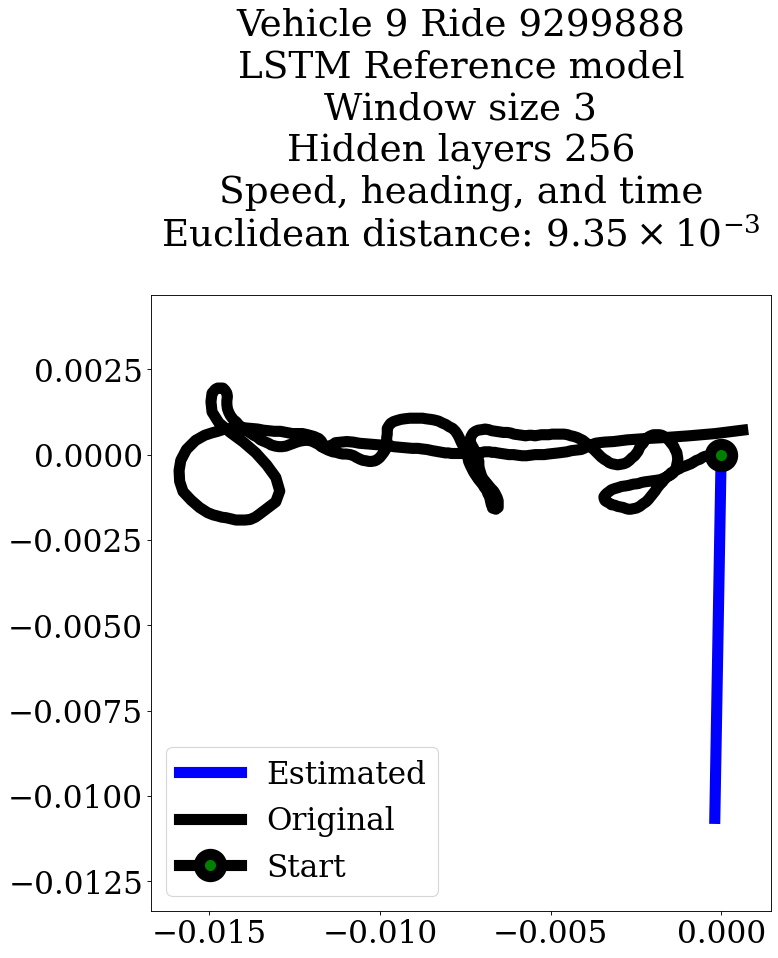 Vehicle 9 Ride 9299888
LSTM Reference model
Window size 3
Hidden layers 256
Speed, heading, and time
Euclidean distance: 9.35 × 10⁻³
0.0025
0.0000
−0.0025
−0.0050
−0.0075
−0.0100
−0.0125
Estimated
Original
Start
−0.015 −0.010 −0.005 0.000